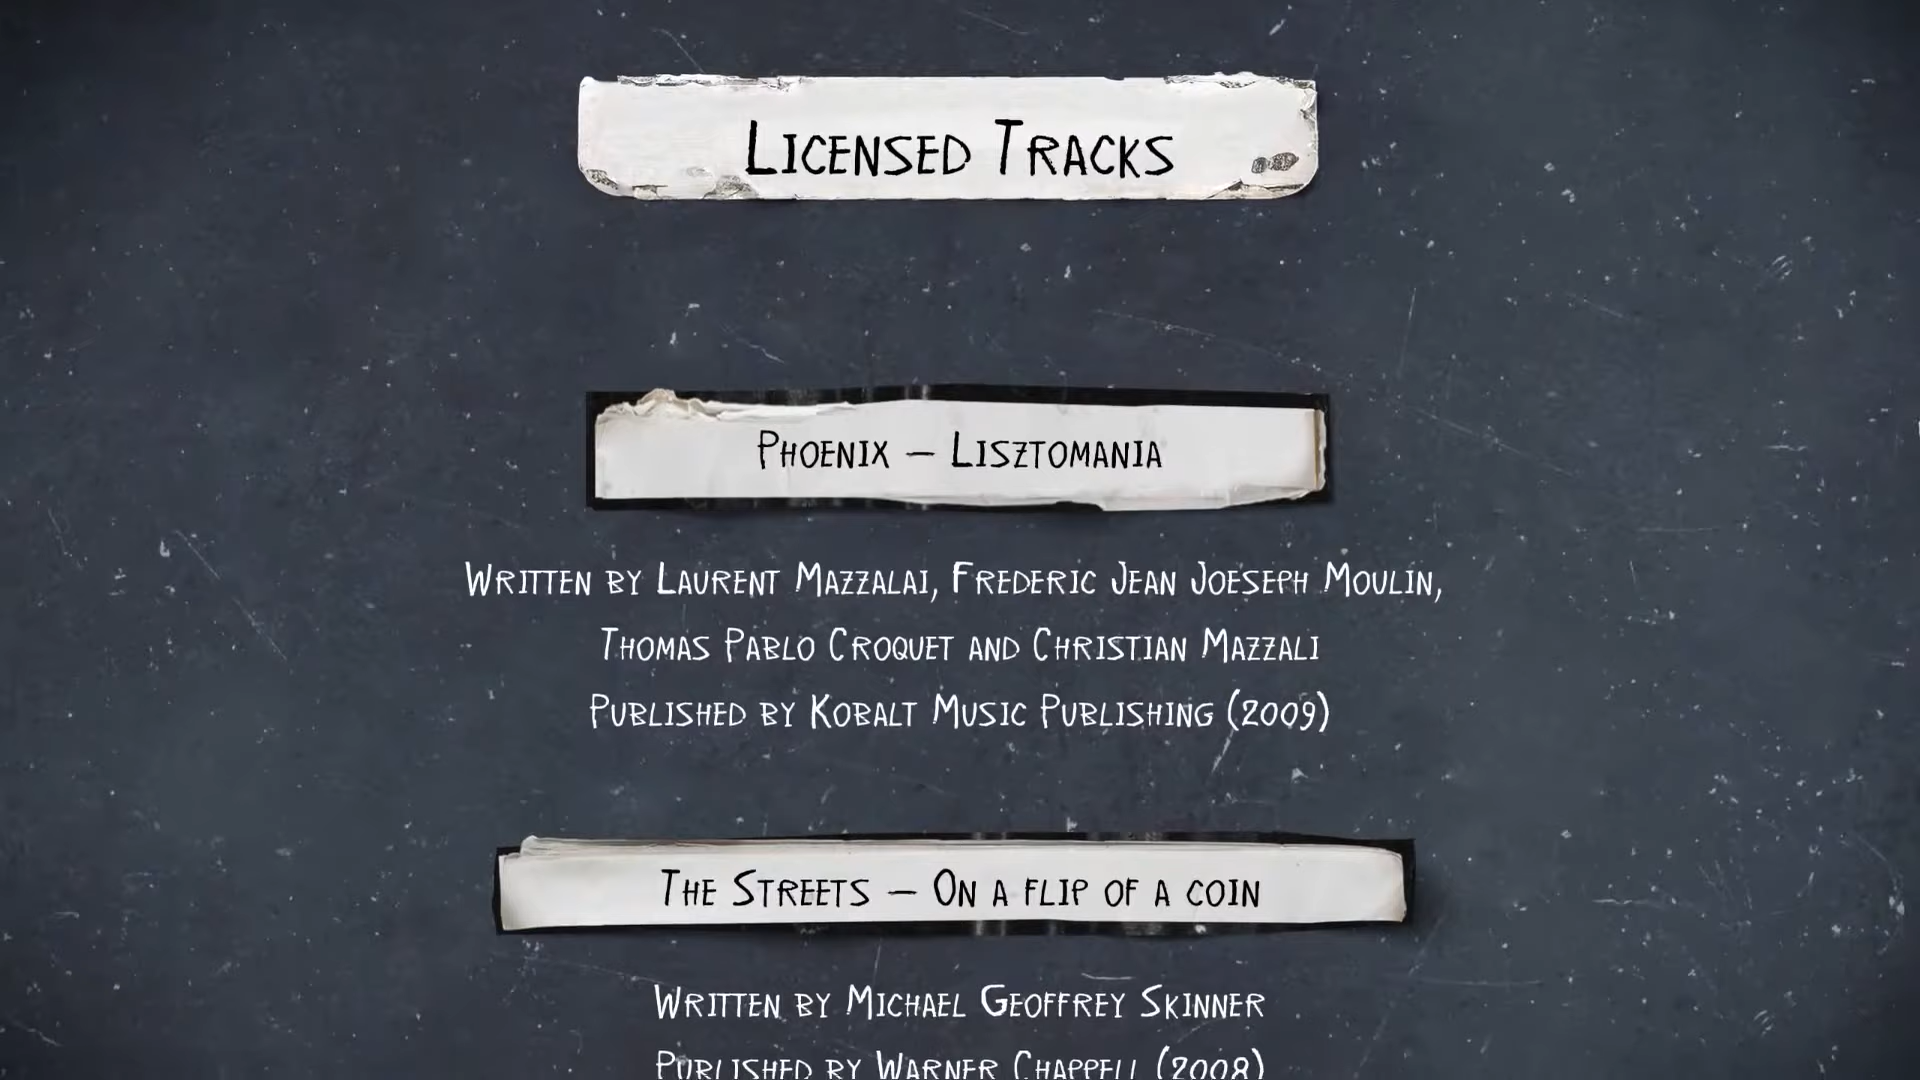 Licensed Tracks
Phoenix – Lisztomania
Written by Laurent Mazzalai, Frederic Jean Joeseph Moulin,
Thomas Pablo Croquet and Christian Mazzali
Published by Kobalt Music Publishing (2009)
The Streets – On a flip of a coin
Written by Michael Geoffrey Skinner
Published by Warner Chappell (2008)